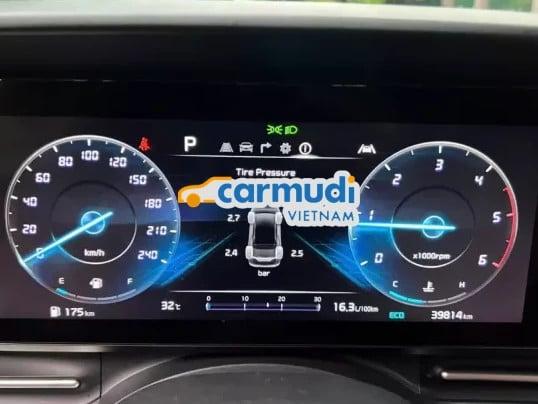 P
Tire Pressure
carmudi
VIETNAM
2.7
2.4
2.5
bar
0
20
40
60
80
100
120
150
180
210
240
km/h
E
F
0
1
2
3
4
5
6
x1000rpm
C
H
175km
32°C
0 10 20 30
16.3L/100km
ECO
39814km